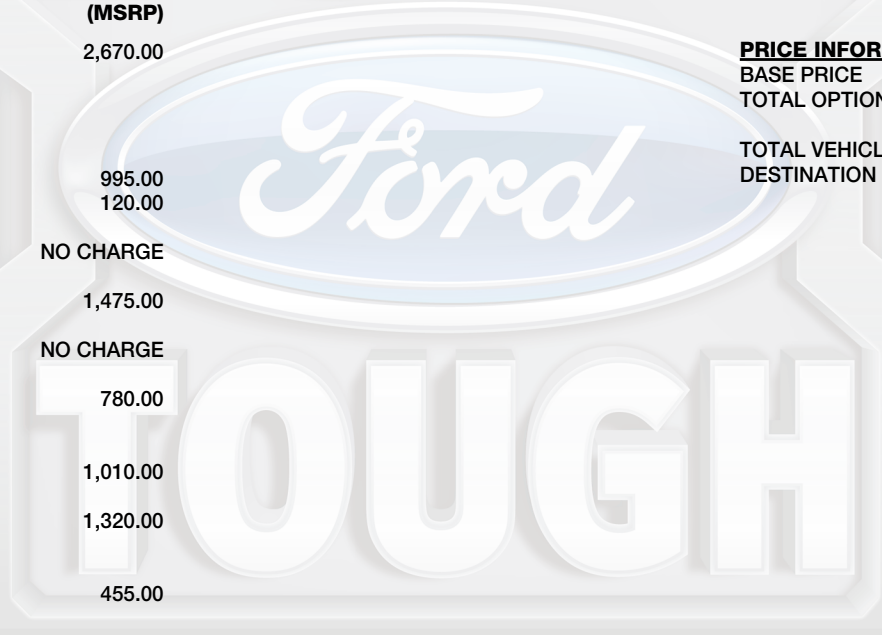 (MSRP)
2,670.00
995.00
120.00
NO CHARGE
1,475.00
NO CHARGE
780.00
1,010.00
1,320.00
455.00
PRICE INFOR
BASE PRICE
TOTAL OPTION
TOTAL VEHICL
DESTINATION
Ford
TOUGH